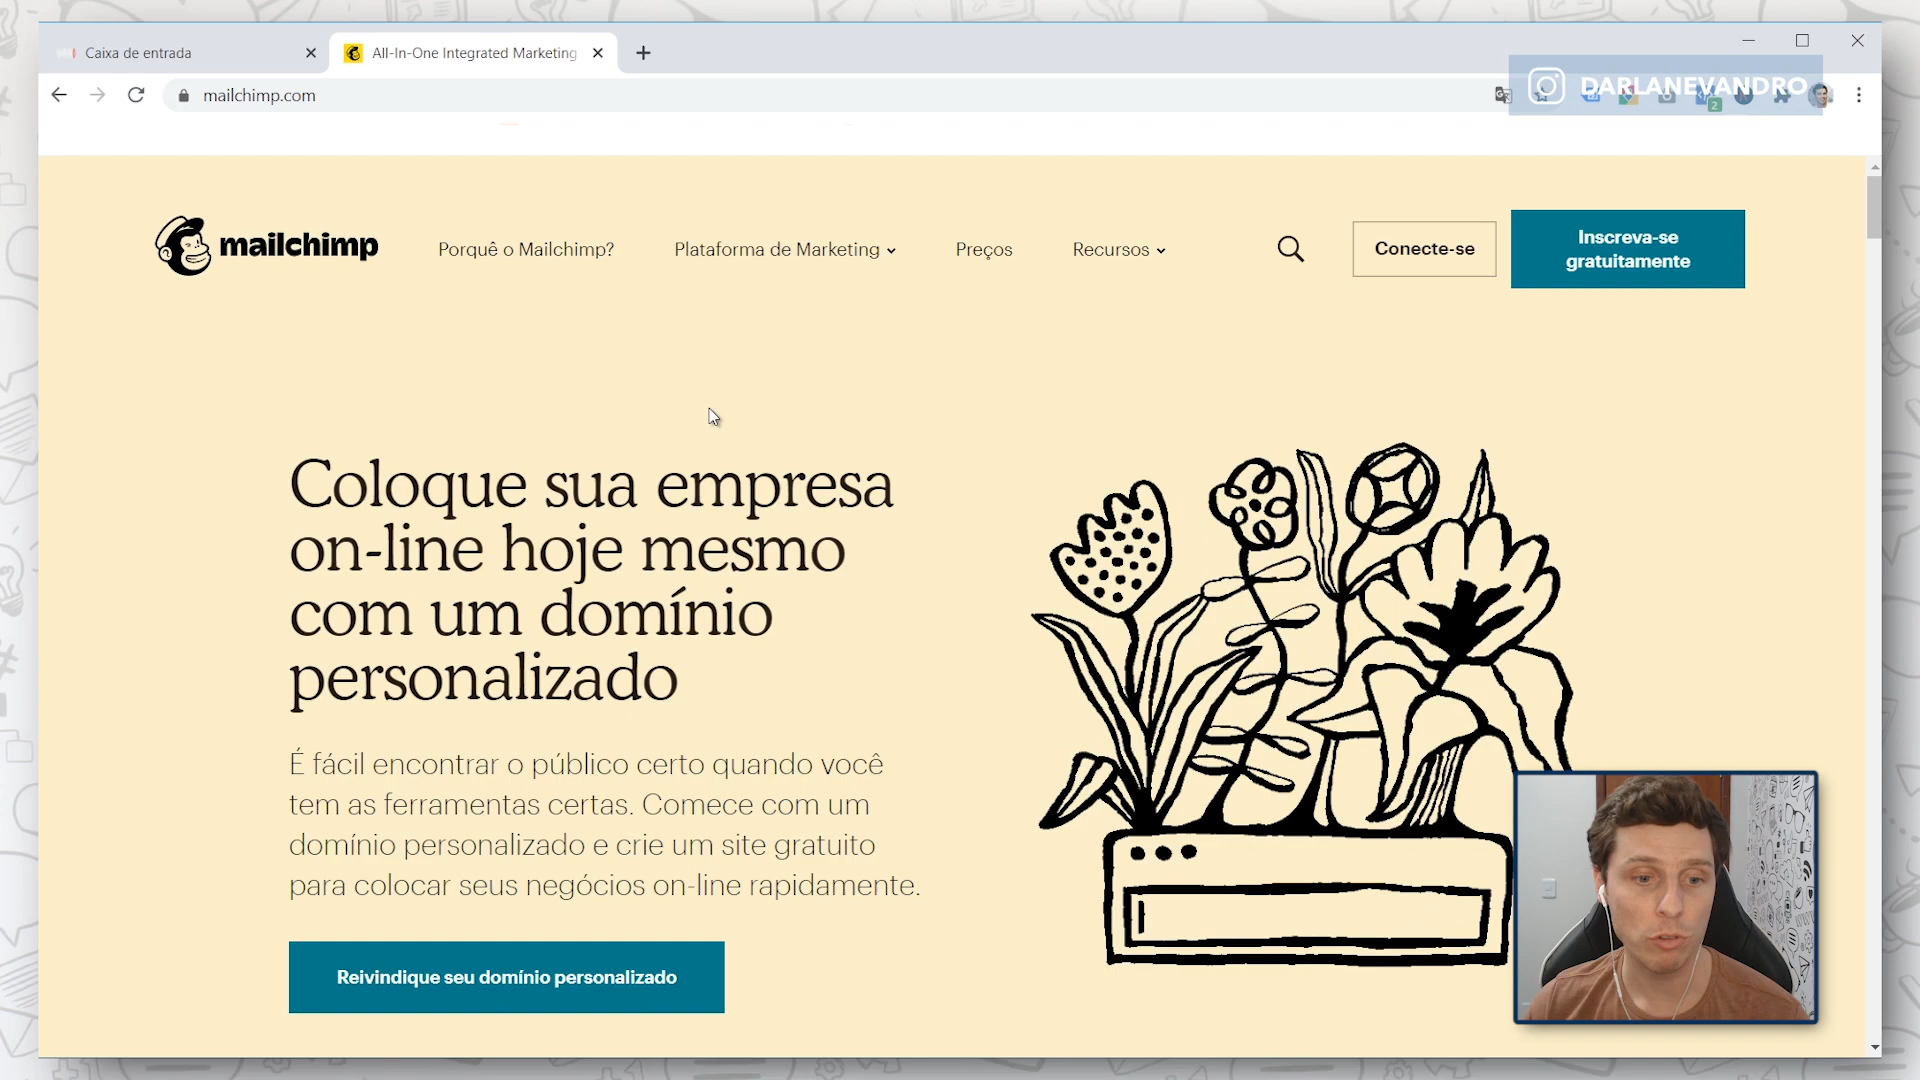 Caixa de entrada
All-In-One Integrated Marketing
mailchimp.com
DARLANEVANDRO
2
mailchimp
Porquê o Mailchimp?
Plataforma de Marketing
Preços
Recursos
Conecte-se
Inscreva-se
gratuitamente
Coloque sua empresa
on-line hoje mesmo
com um domínio
personalizado
É fácil encontrar o público certo quando você
tem as ferramentas certas. Comece com um
domínio personalizado e crie um site gratuito
para colocar seus negócios on-line rapidamente.
Reivindique seu domínio personalizado